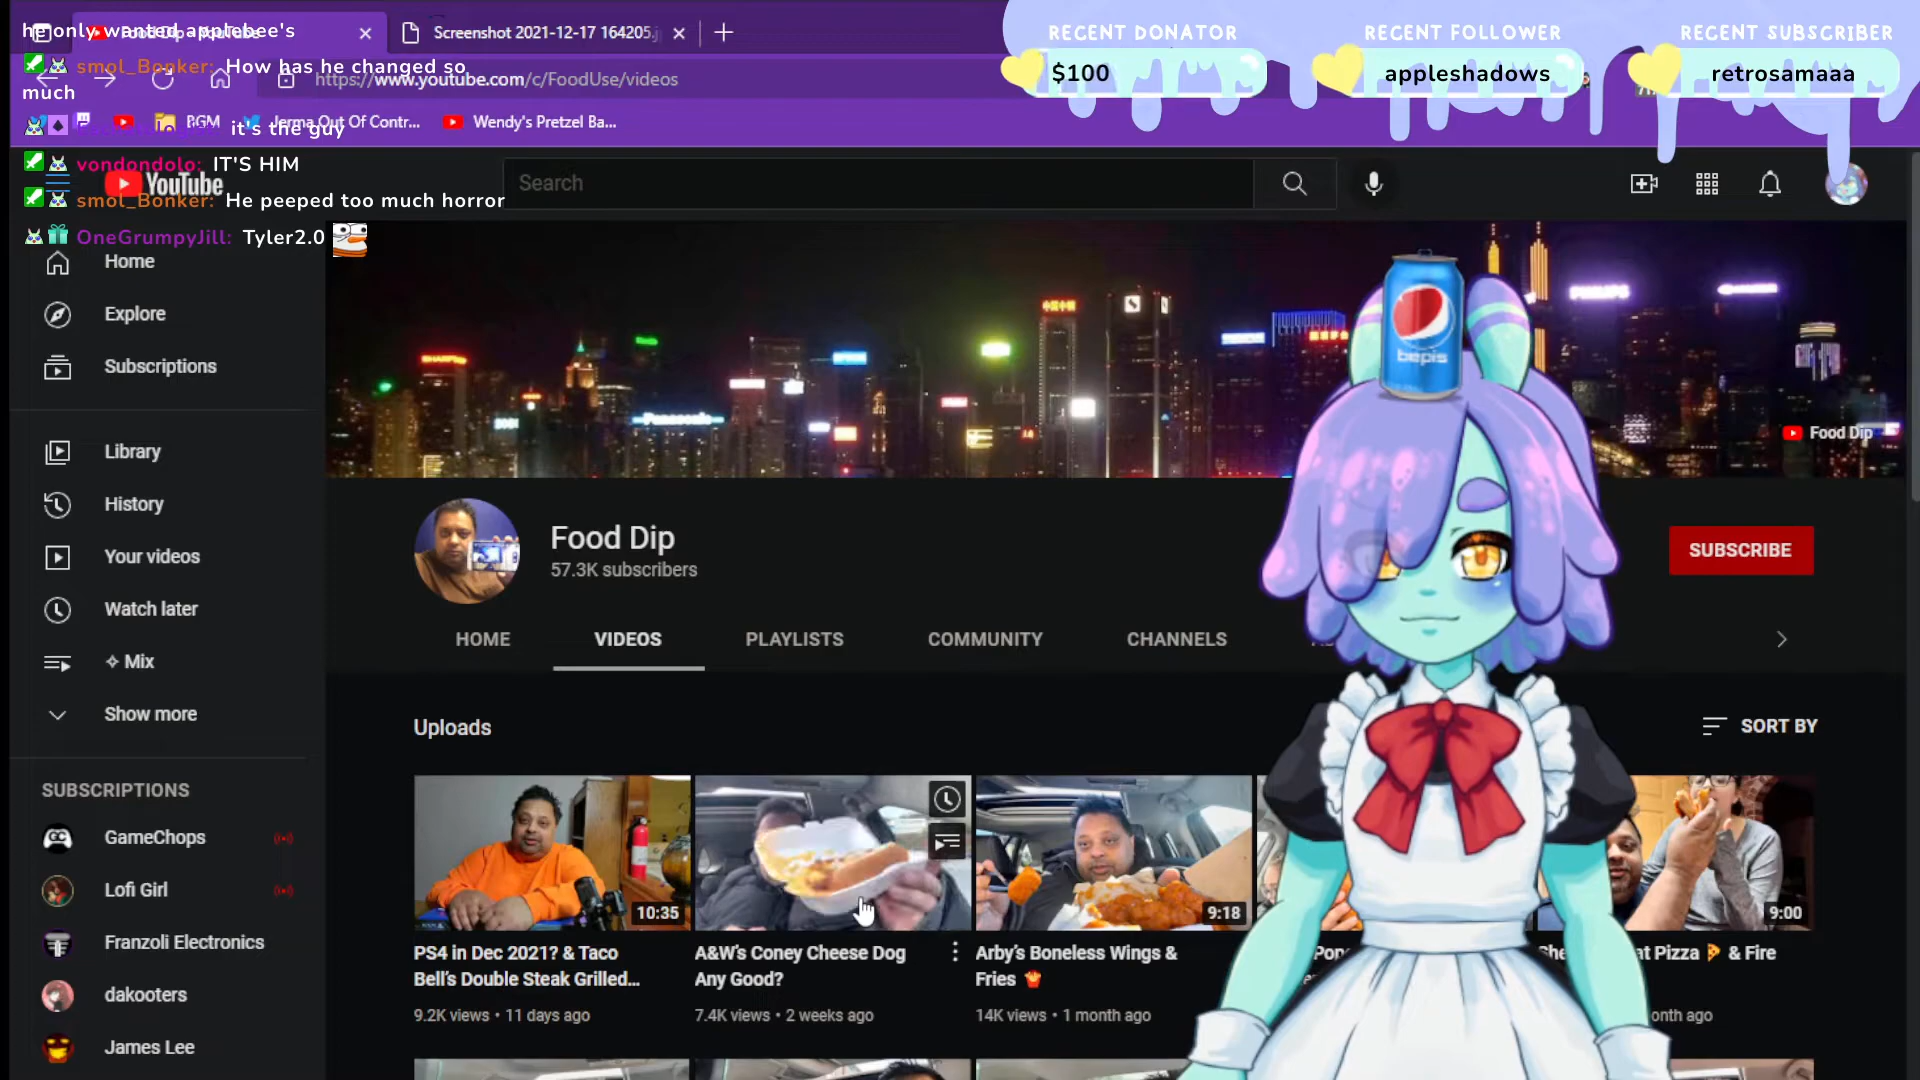 he only wanted applebee's
Screenshot 2021-12-17 164205.j
RECENT DONATOR
RECENT FOLLOWER
RECENT SUBSCRIBER
smol_Bonker: How has he changed so
much
https://www.youtube.com/c/FoodUse/videos
$100
appleshadows
retrosamaaa
it's the guy
BGM
Jerma Out Of Contr...
Wendy's Pretzel Ba...
vondondolo: IT'S HIM
YouTube
Search
smol_Bonker: He peeped too much horror
OneGrumpyJill: Tyler2.0
Home
Explore
Subscriptions
Library
History
Your videos
Watch later
✧ Mix
Show more
SUBSCRIPTIONS
GameChops
Lofi Girl
Franzoli Electronics
dakooters
James Lee
PHILIPS
SHARP
Panasonic
bepis
Food Dip
Food Dip
57.3K subscribers
SUBSCRIBE
HOME
VIDEOS
PLAYLISTS
COMMUNITY
CHANNELS
Uploads
SORT BY
10:35
9:18
9:00
PS4 in Dec 2021? & Taco
Bell's Double Steak Grilled...
9.2K views • 11 days ago
A&W's Coney Cheese Dog
Any Good?
7.4K views • 2 weeks ago
Arby's Boneless Wings &
Fries
14K views • 1 month ago
at Pizza 🍕 & Fire
onth ago